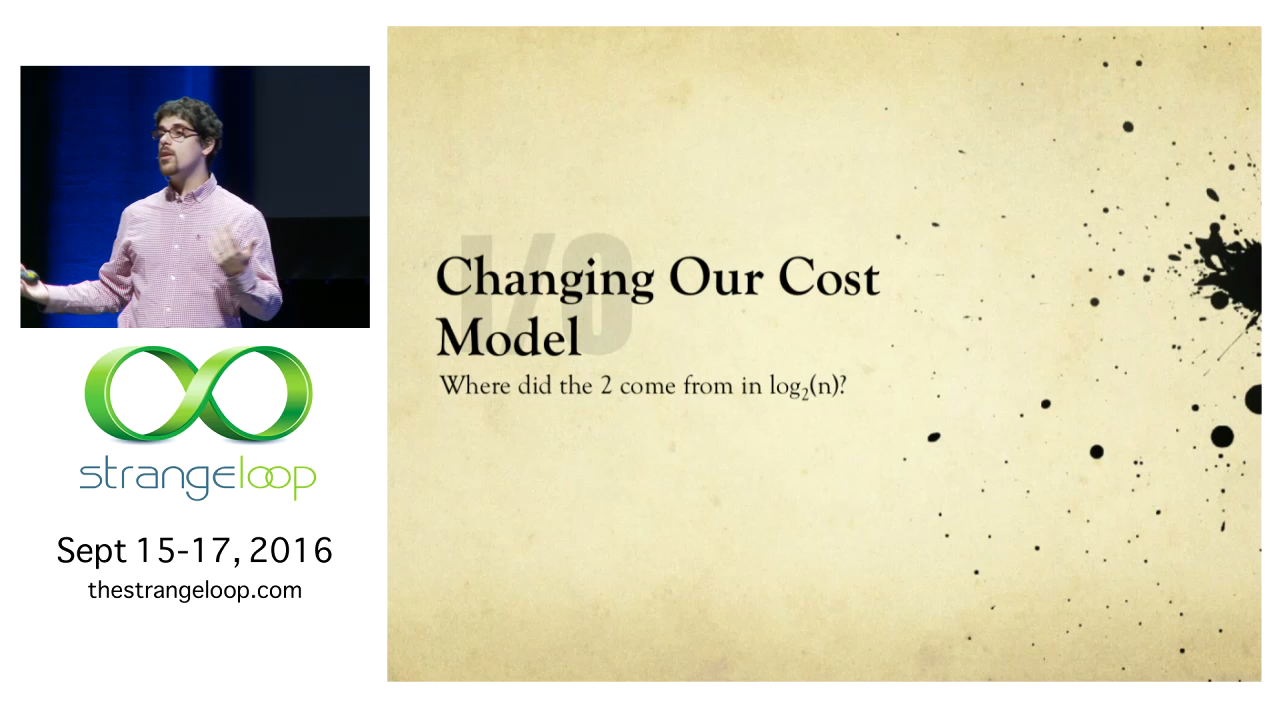 I/O
Changing Our Cost
Model
Where did the 2 come from in log₂(n)?
strangeloop
Sept 15-17, 2016
thestrangeloop.com